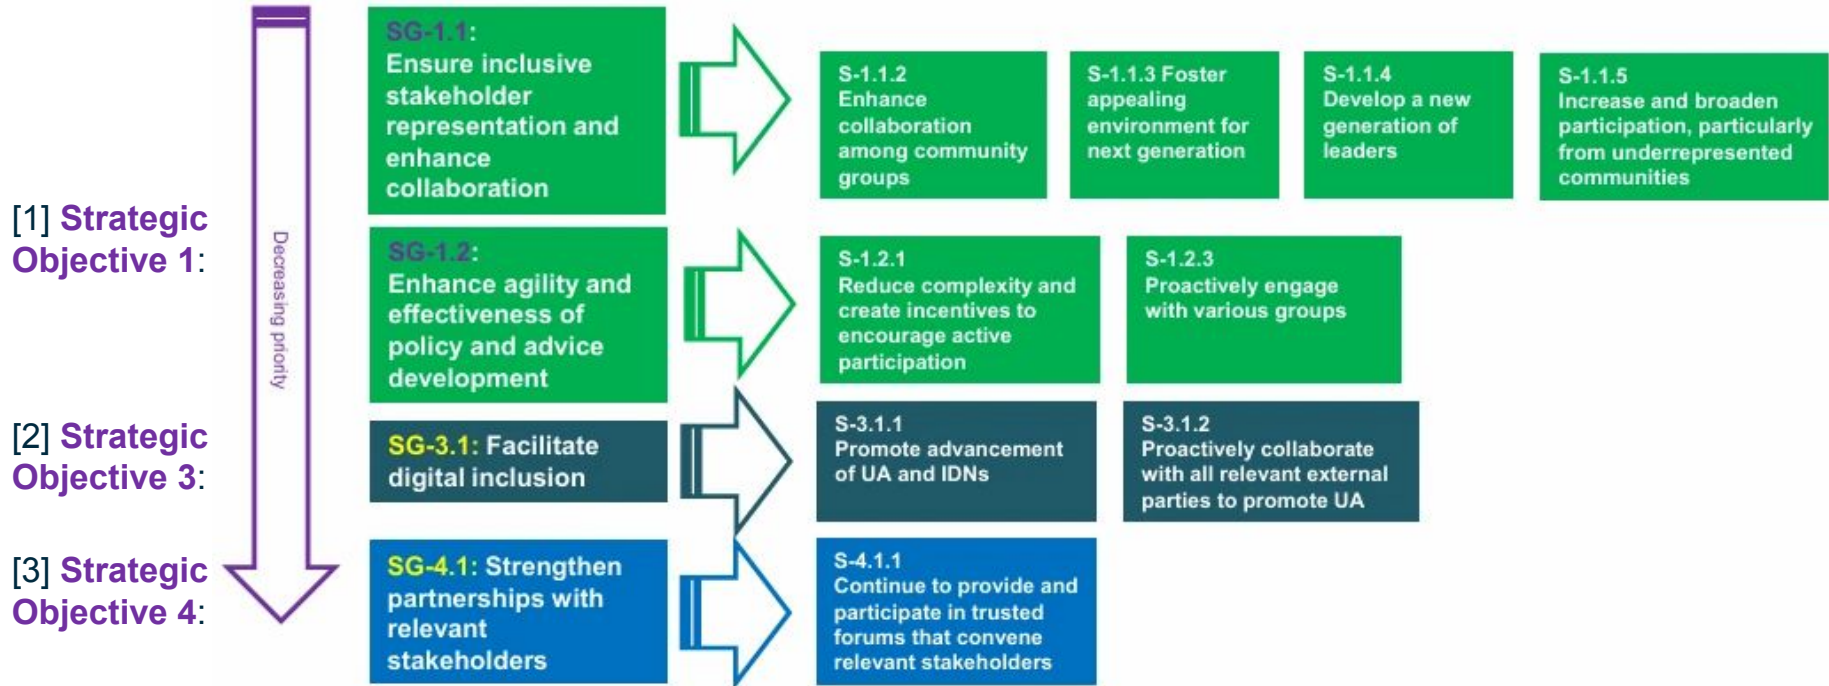 [1] Strategic
Objective 1:
[2] Strategic
Objective 3:
[3] Strategic
Objective 4:
Decreasing priority
SG-1.1:
Ensure inclusive
stakeholder
representation and
enhance
collaboration
S-1.1.2
Enhance
collaboration
among community
groups
S-1.1.3 Foster
appealing
environment for
next generation
S-1.1.4
Develop a new
generation of
leaders
S-1.1.5
Increase and broaden
participation, particularly
from underrepresented
communities
SG-1.2:
Enhance agility and
effectiveness of
policy and advice
development
S-1.2.1
Reduce complexity and
create incentives to
encourage active
participation
S-1.2.3
Proactively engage
with various groups
SG-3.1: Facilitate
digital inclusion
S-3.1.1
Promote advancement
of UA and IDNs
S-3.1.2
Proactively collaborate
with all relevant external
parties to promote UA
SG-4.1: Strengthen
partnerships with
relevant
stakeholders
S-4.1.1
Continue to provide and
participate in trusted
forums that convene
relevant stakeholders